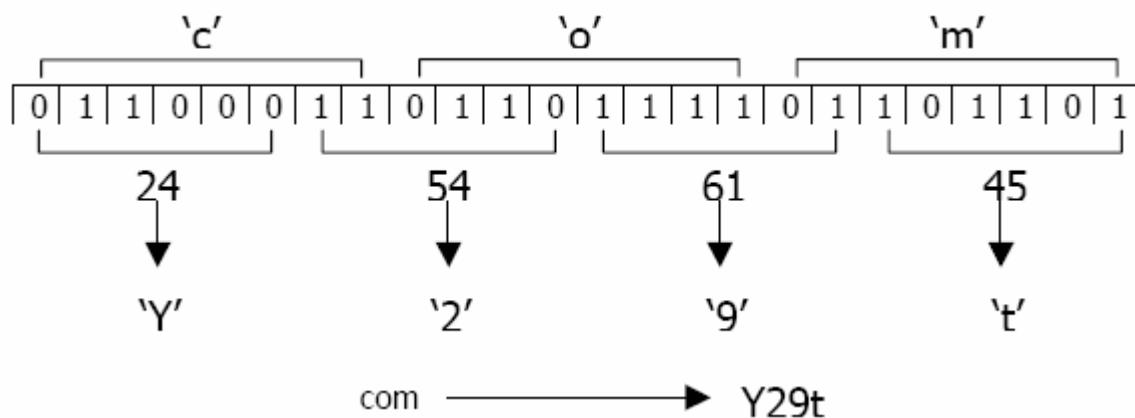 ‘c’ ‘o’ ‘m’
0 1 1 0 0 0 1 1 0 1 1 0 1 1 1 1 0 1 1 0 1 1 0 1
24 54 61 45
‘Y’ ‘2’ ‘9’ ‘t’
com Y29t